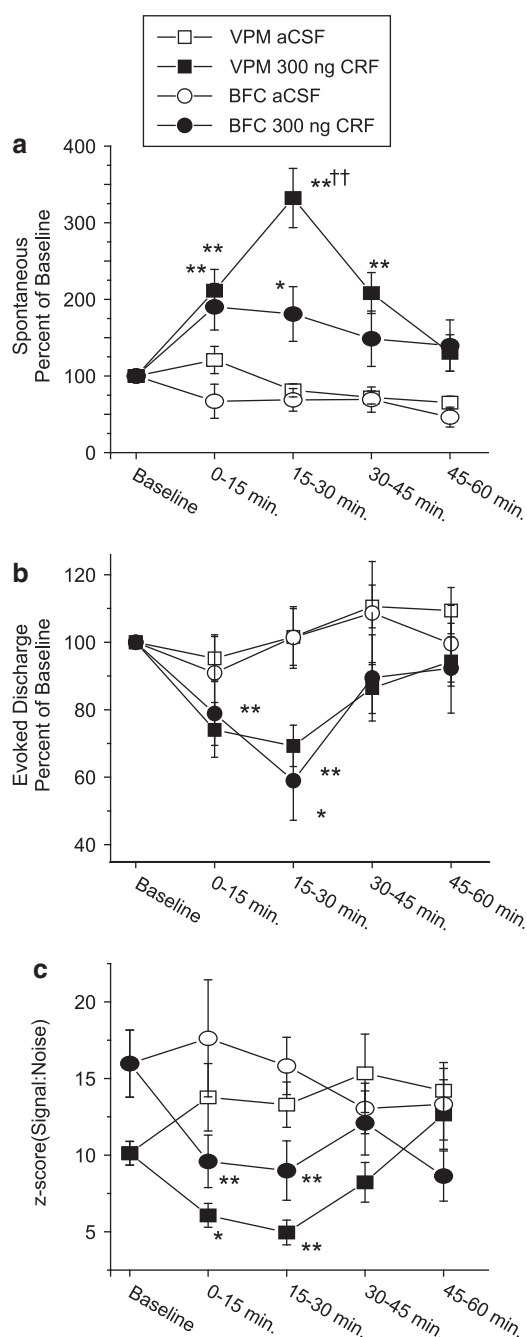 VPM aCSF
VPM 300 ng CRF
BFC aCSF
BFC 300 ng CRF
a
Spontaneous
Percent of Baseline
400
300
200
100
0
**
**
**††
*
**
Baseline
0-15 min.
15-30 min.
30-45 min.
45-60 min.
b
Evoked Discharge
Percent of Baseline
120
100
80
60
40
**
**
*
Baseline
0-15 min.
15-30 min.
30-45 min.
45-60 min.
c
z-score(Signal:Noise)
20
15
10
5
**
**
*
**
Baseline
0-15 min.
15-30 min.
30-45 min
45-60 min.